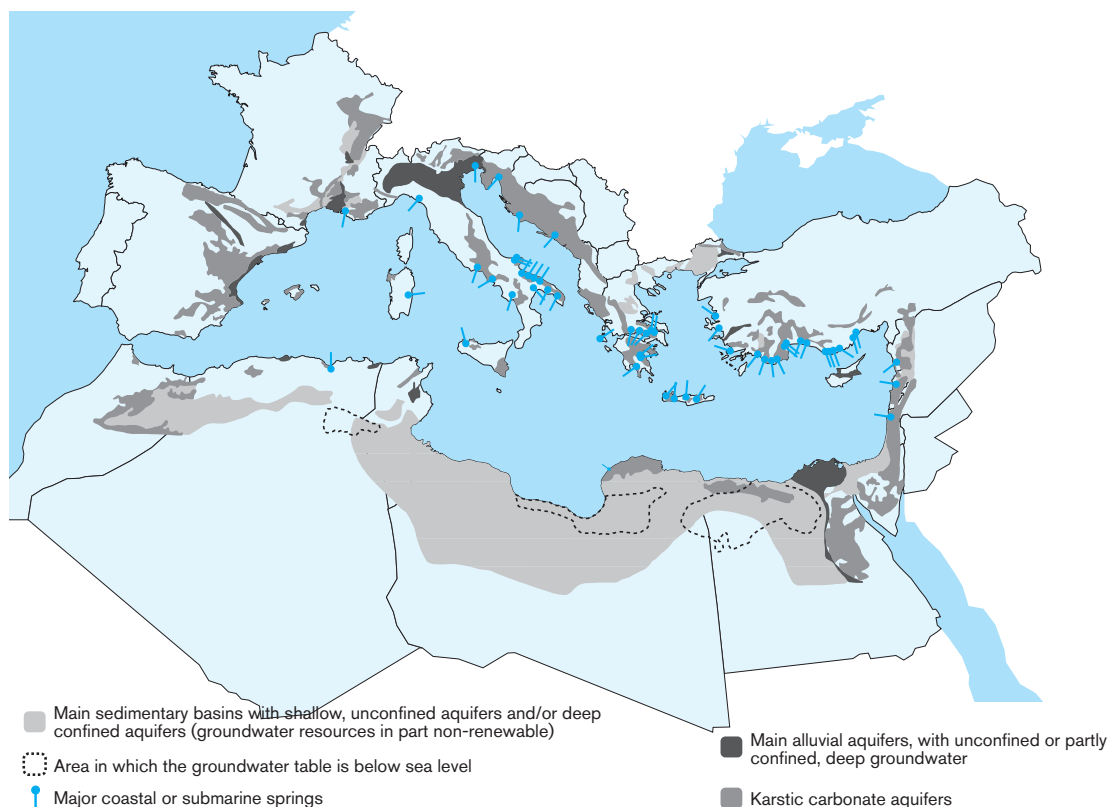 Main sedimentary basins with shallow, unconfined aquifers and/or deep
confined aquifers (groundwater resources in part non-renewable)
Area in which the groundwater table is below sea level
Major coastal or submarine springs
Main alluvial aquifers, with unconfined or partly
confined, deep groundwater
Karstic carbonate aquifers